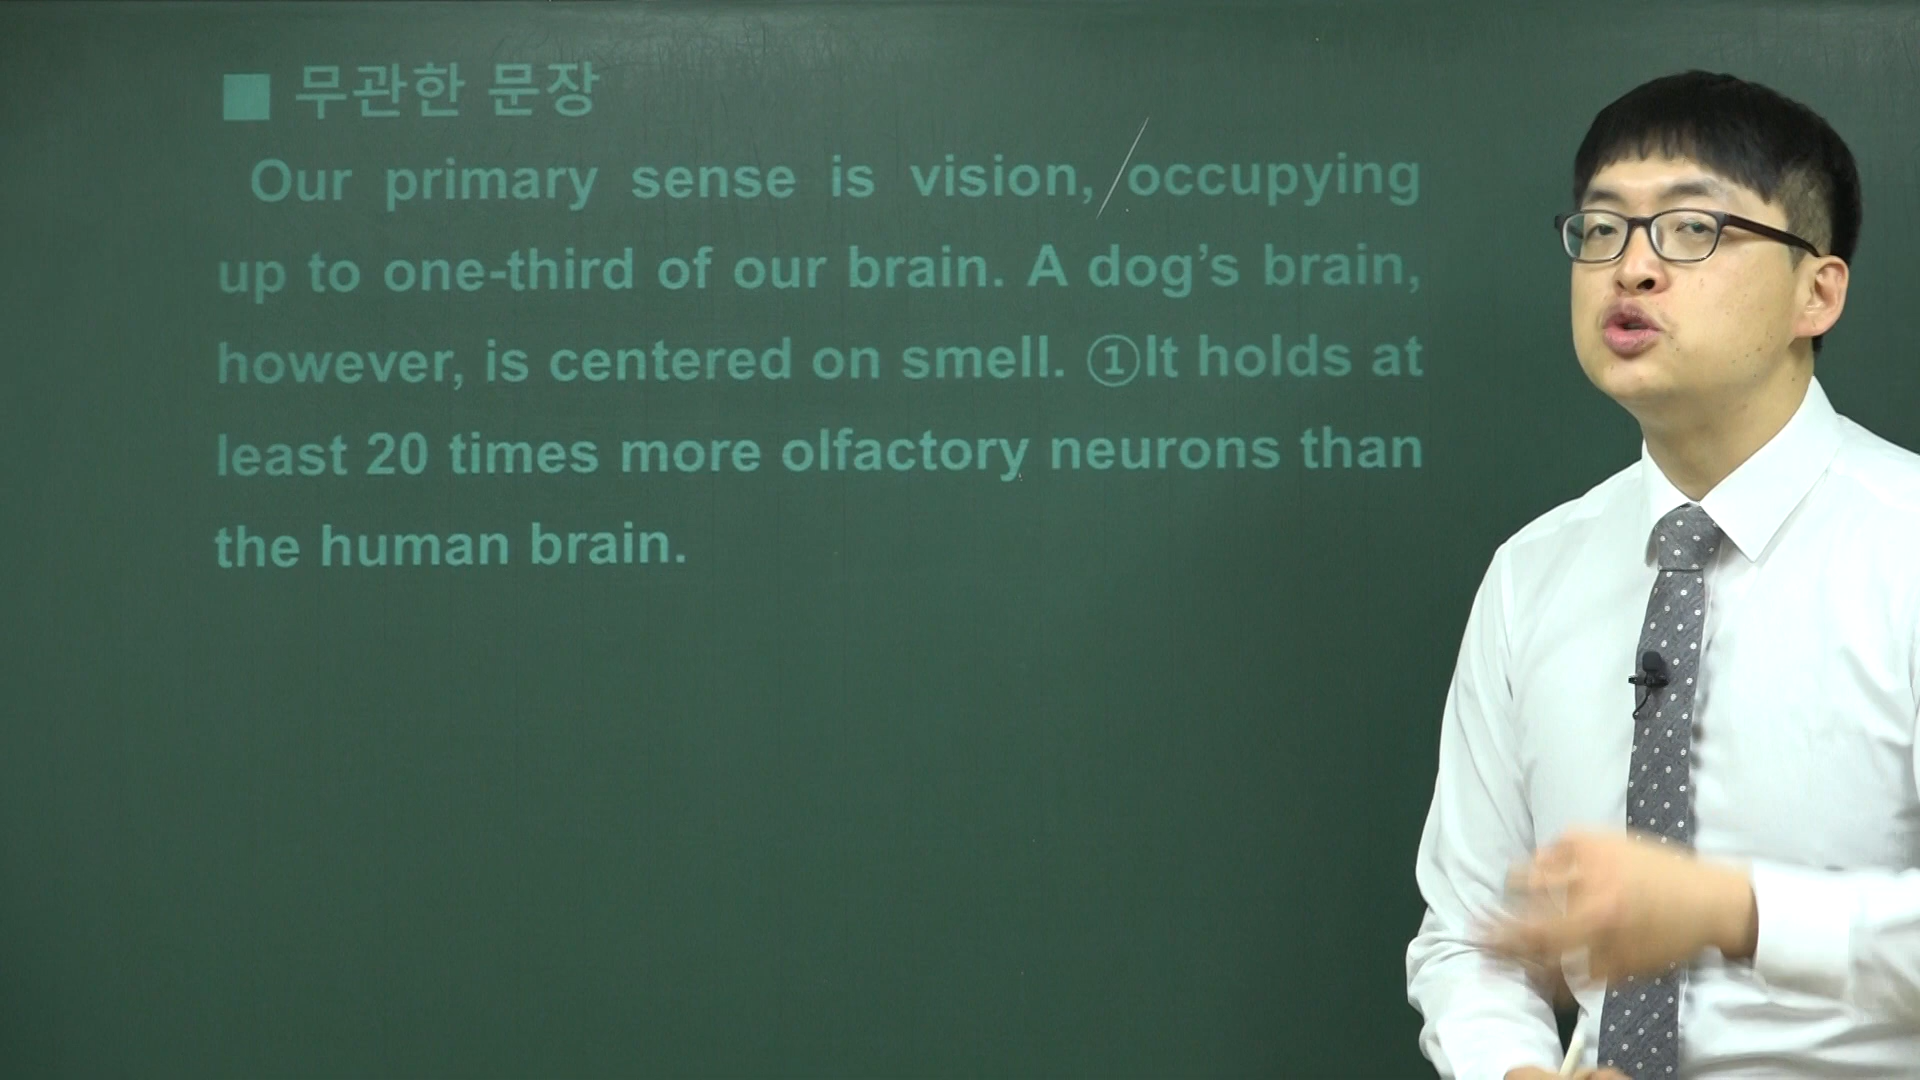 ■ 무관한 문장
Our primary sense is vision, occupying
up to one-third of our brain. A dog’s brain,
however, is centered on smell. ①It holds at
least 20 times more olfactory neurons than
the human brain.